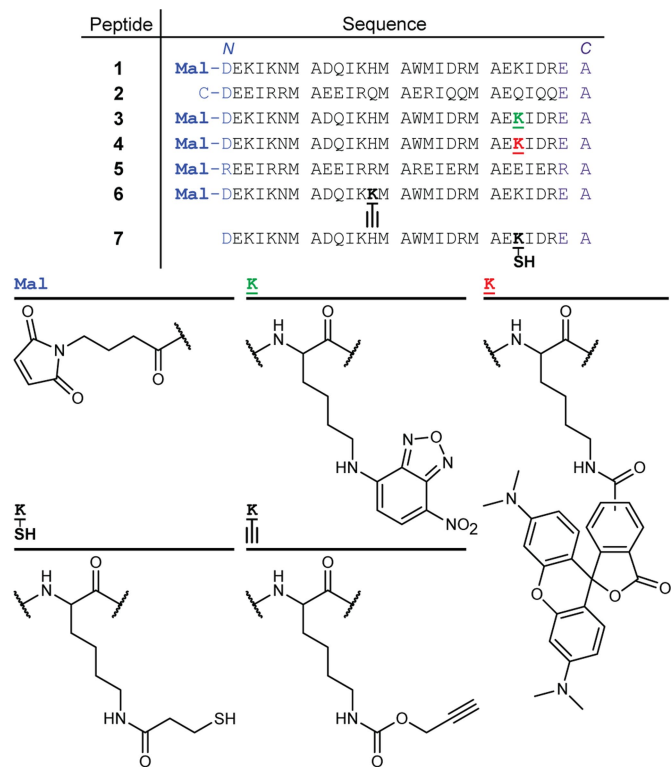 Peptide Sequence
N C
1 Mal-DEKIKNM ADQIKHM AWMIDRM AEKIDRE A
2 C-DEEIRRM AEEIRQM AERIQQM AEQIQQE A
3 Mal-DEKIKNM ADQIKHM AWMIDRM AEKIDRE A
4 Mal-DEKIKNM ADQIKHM AWMIDRM AEKIDRE A
5 Mal-REEIRRM AEEIRRM AREIERM AEEIERR A
6 Mal-DEKIKNM ADQIKKM AWMIDRM AEKIDRE A
7 DEKIKNM ADQIKHM AWMIDRM AEKIDRE A
SH
Mal K K
O N O O
H N O
HN N O N NO2
H N O
HN O
N O O O N
K SH
H N O
HN O SH
K
H N O
HN O O